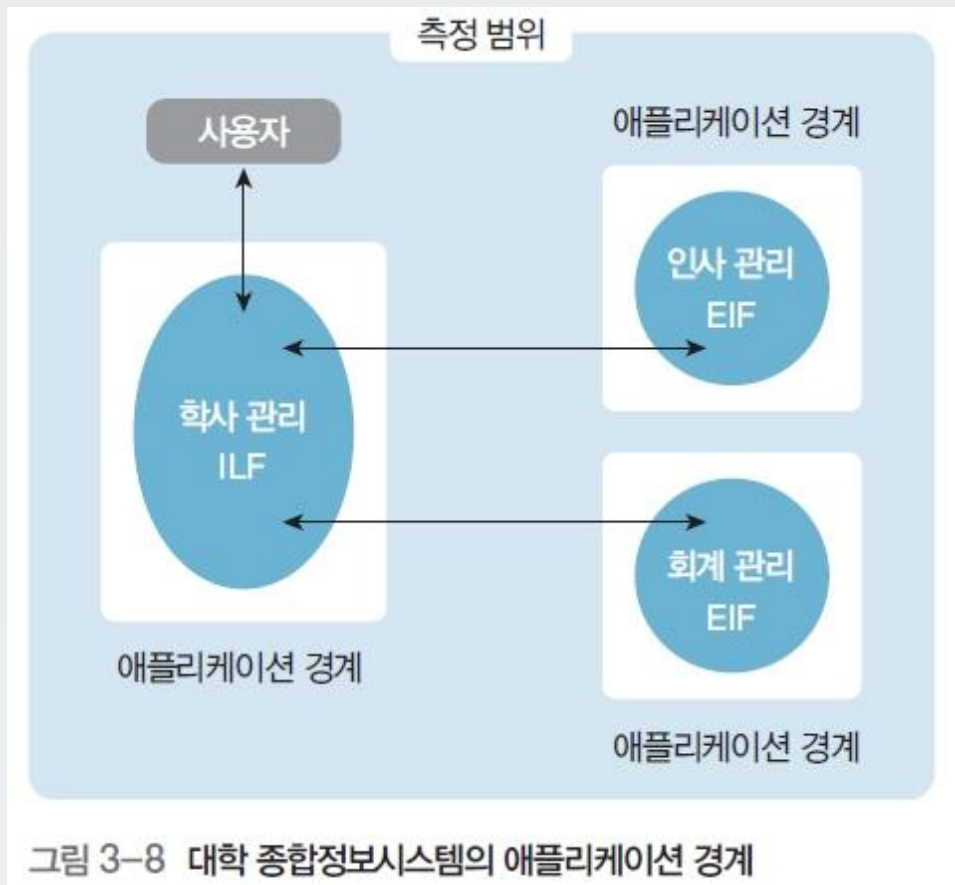 측정 범위
사용자
애플리케이션 경계
인사 관리
EIF
학사 관리
ILF
회계 관리
EIF
애플리케이션 경계
애플리케이션 경계
그림 3-8 대학 종합정보시스템의 애플리케이션 경계